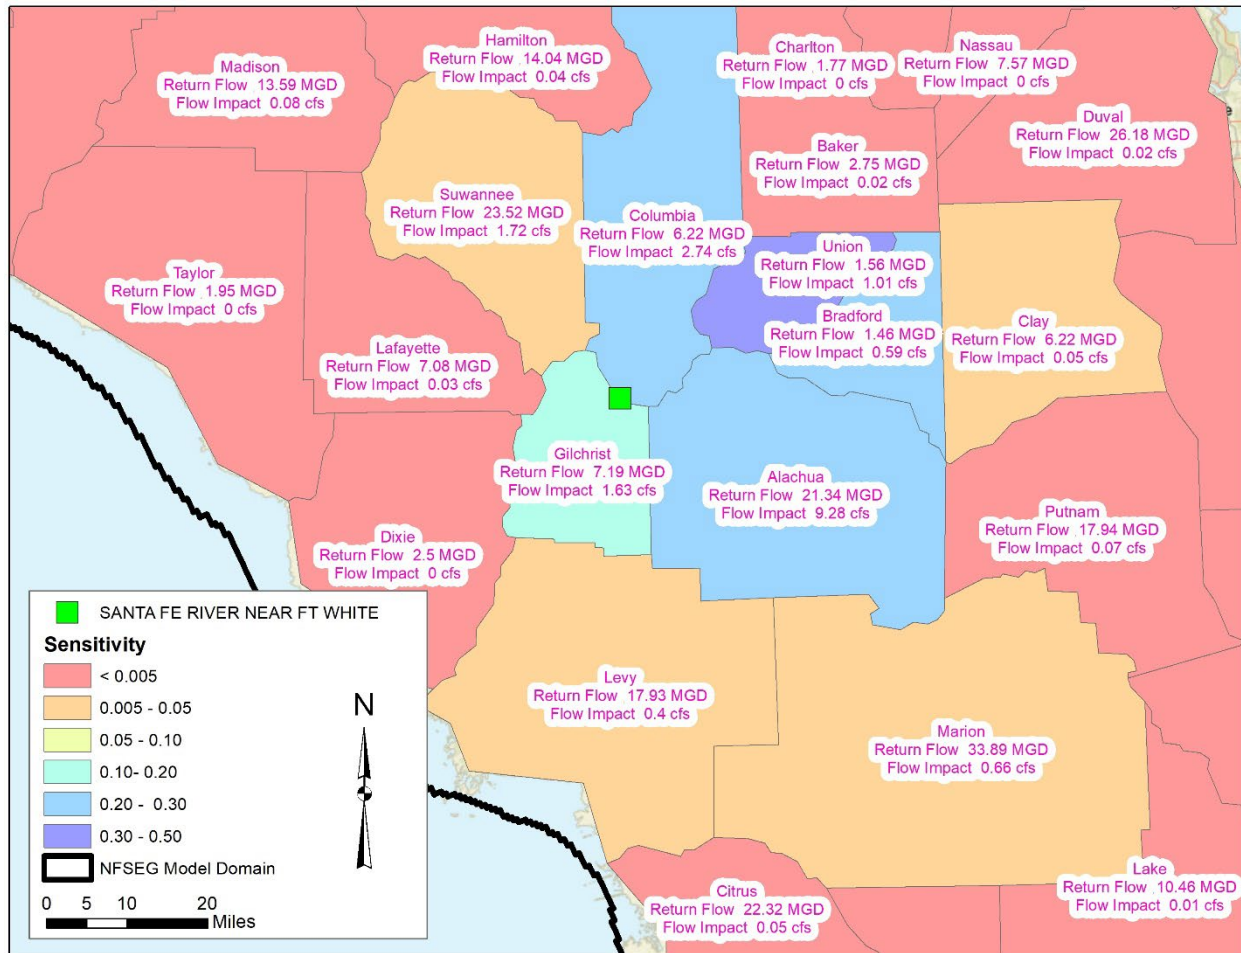 Hamilton
Return Flow 14.04 MGD
Flow Impact 0.04 cfs
Charlton
Return Flow 1.77 MGD
Flow Impact 0 cfs
Nassau
Return Flow 7.57 MGD
Flow Impact 0 cfs
Madison
Return Flow 13.59 MGD
Flow Impact 0.08 cfs
Duval
Return Flow 26.18 MGD
Flow Impact 0.02 cfs
e
Baker
Return Flow 2.75 MGD
Flow Impact 0.02 cfs
Suwannee
Return Flow 23.52 MGD
Flow Impact 1.72 cfs
Columbia
Return Flow 6.22 MGD
Flow Impact 2.74 cfs
Union
Return Flow 1.56 MGD
Flow Impact 1.01 cfs
Taylor
Return Flow 1.95 MGD
Flow Impact 0 cfs
Bradford
Return Flow 1.46 MGD
Flow Impact 0.59 cfs
Clay
Return Flow 6.22 MGD
Flow Impact 0.05 cfs
Lafayette
Return Flow 7.08 MGD
Flow Impact 0.03 cfs
Gilchrist
Return Flow 7.19 MGD
Flow Impact 1.63 cfs
Alachua
Return Flow 21.34 MGD
Flow Impact 9.28 cfs
Putnam
Return Flow 17.94 MGD
Flow Impact 0.07 cfs
Dixie
Return Flow 2.5 MGD
Flow Impact 0 cfs
Levy
Return Flow 17.93 MGD
Flow Impact 0.4 cfs
Marion
Return Flow 33.89 MGD
Flow Impact 0.66 cfs
Lake
Return Flow 10.46 MGD
Flow Impact 0.01 cfs
Citrus
Return Flow 22.32 MGD
Flow Impact 0.05 cfs
SANTA FE RIVER NEAR FT WHITE
Sensitivity
< 0.005
0.005 - 0.05
0.05 - 0.10
0.10- 0.20
0.20 - 0.30
0.30 - 0.50
NFSEG Model Domain
N
0 5 10 20
Miles